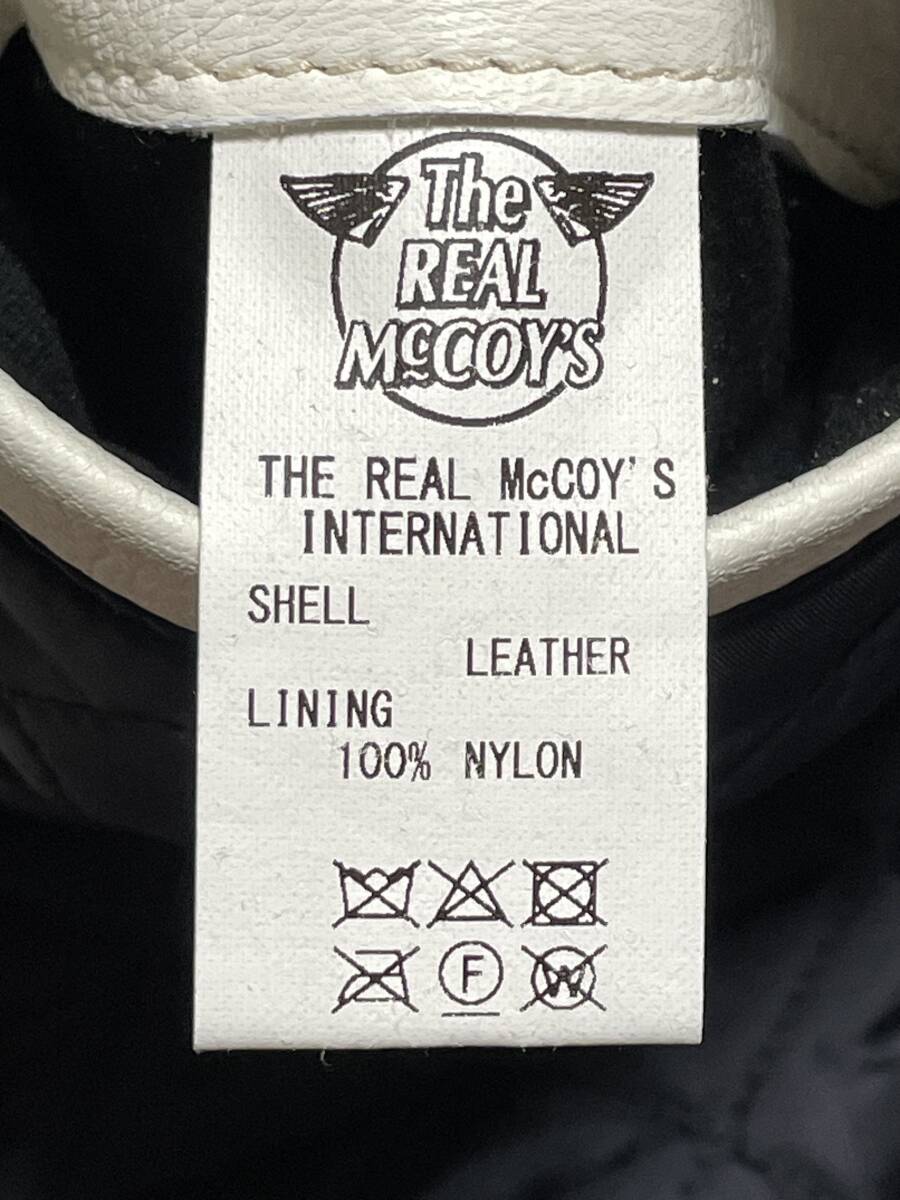 The
REAL
McCOY'S
THE REAL McCOY'S
INTERNATIONAL
SHELL
LEATHER
LINING
100% NYLON
F W